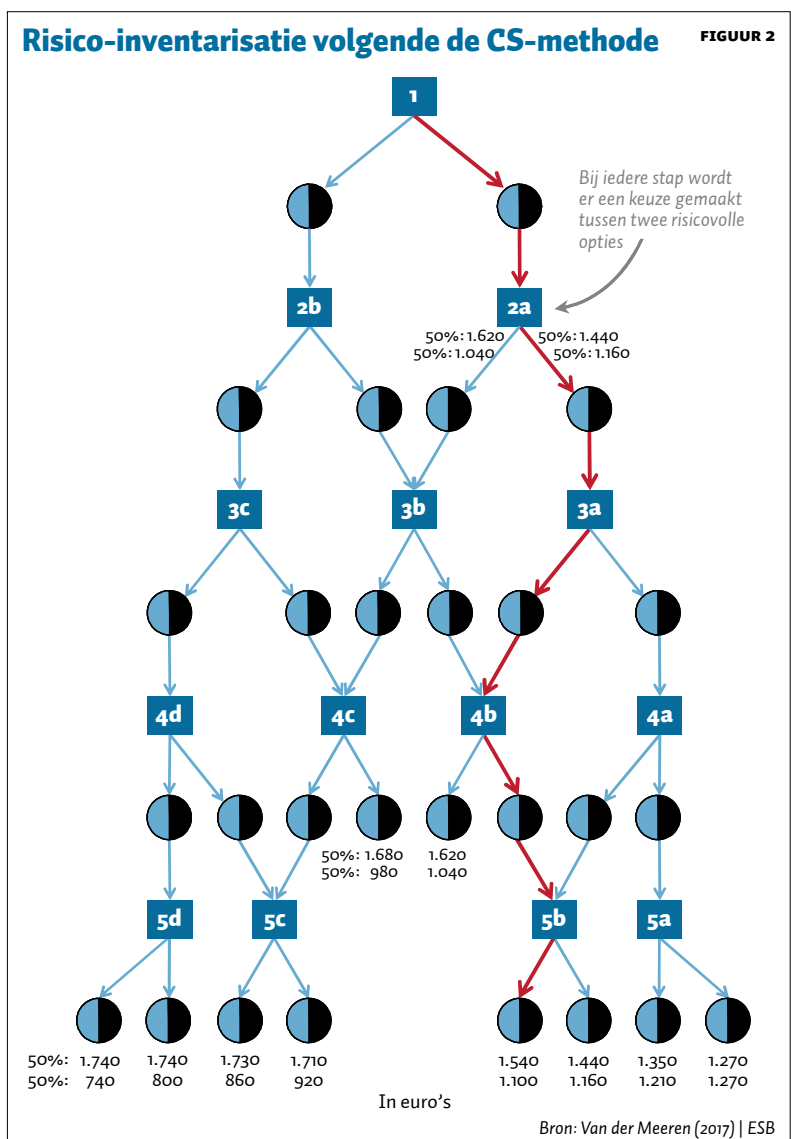 Risico-inventarisatie volgende de CS-methode
FIGUUR 2
1
Bij iedere stap wordt
er een keuze gemaakt
tussen twee risicovolle
opties
2b
2a
50%: 1.620
50%: 1.040
50%: 1.440
50%: 1.160
3c
3b
3a
4d
4c
4b
4a
50%: 1.680 1.620
50%: 980 1.040
5d
5c
5b
5a
50%: 1.740 1.740 1.730 1.710 1.540 1.440 1.350 1.270
50%: 740 800 860 920 1.100 1.160 1.210 1.270
In euro's
Bron: Van der Meeren (2017) | ESB